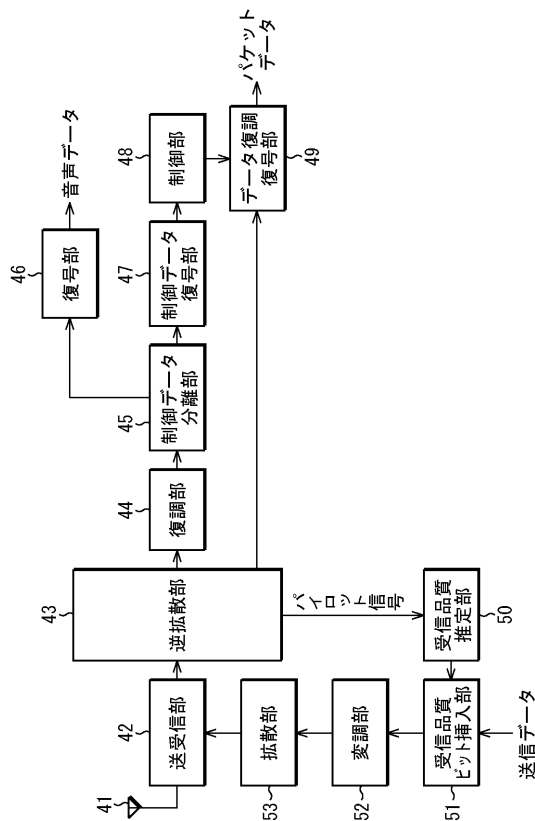 41
42
送受信部
43
逆拡散部
44
復調部
45
制御データ
分離部
46
復号部
音声データ
47
制御データ
復号部
48
制御部
データ復調
復号部
49
パケット
データ
パイロット信号
受信品質
推定部
50
受信品質
ビット挿入部
51
送信データ
変調部
52
拡散部
53